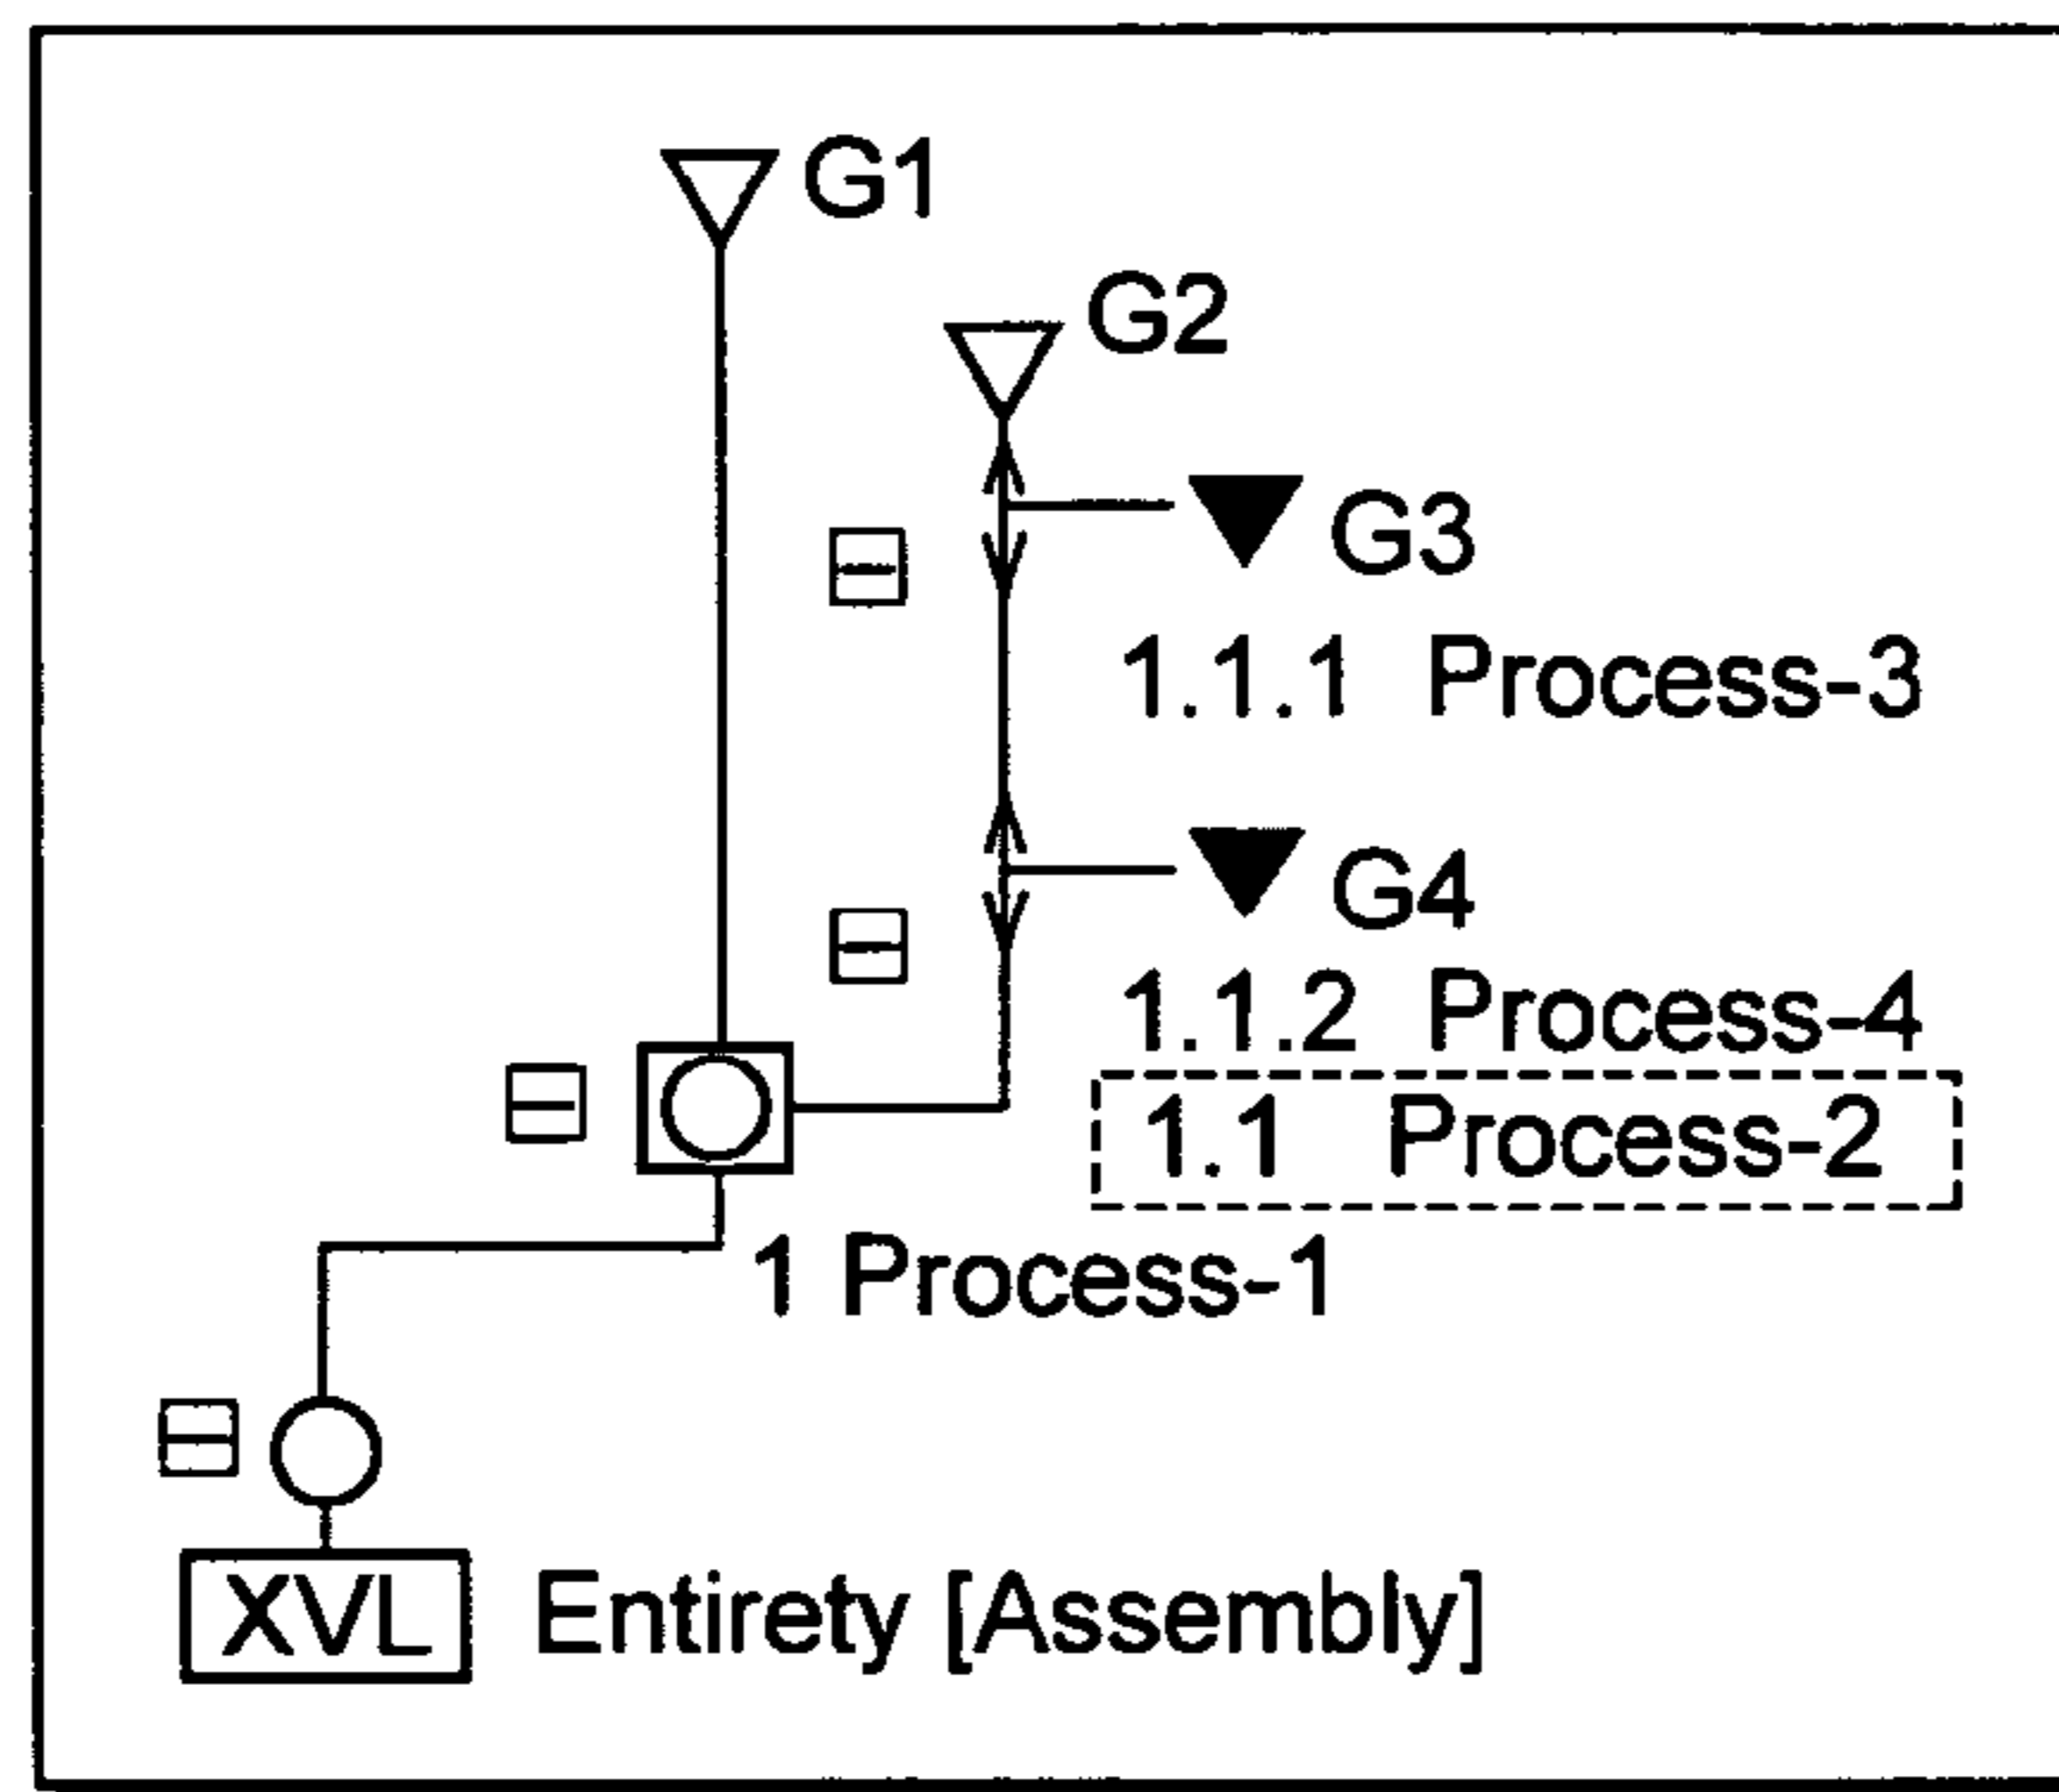 G1
G2
G3
1.1.1 Process-3
G4
1.1.2 Process-4
1.1 Process-2
1 Process-1
XVL Entirety [Assembly]